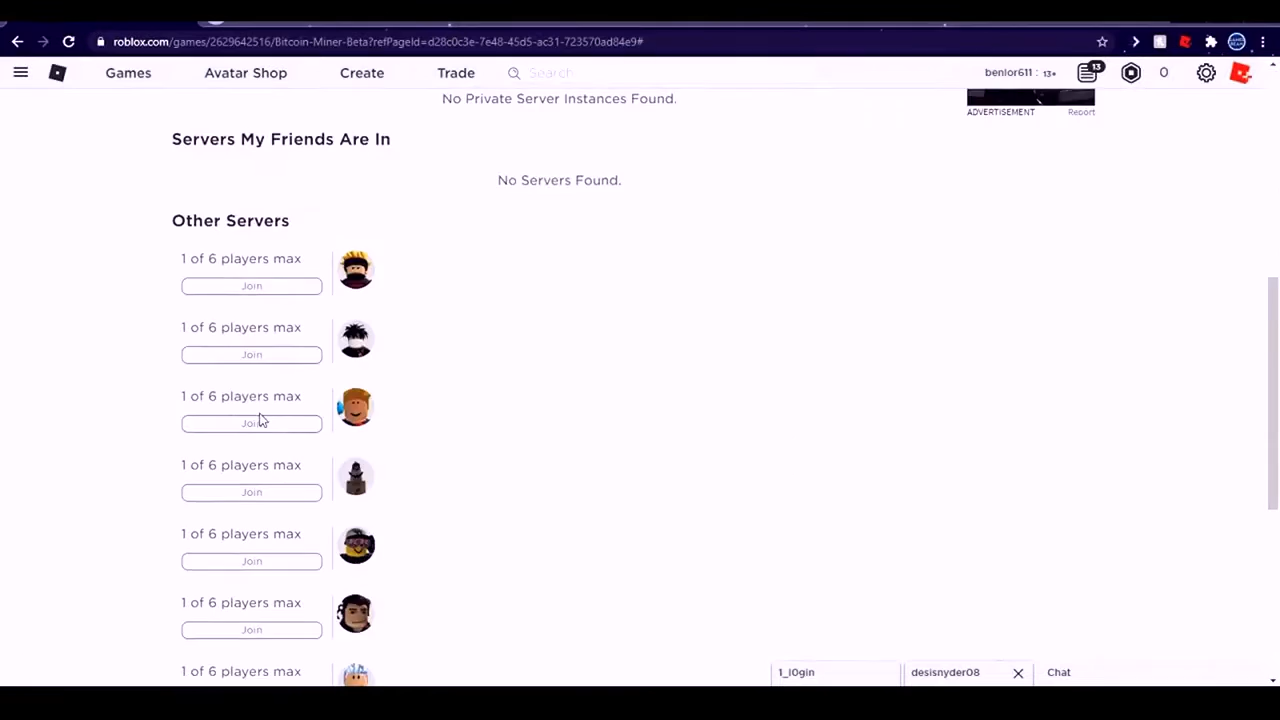 roblox.com/games/2629642516/Bitcoin-Miner-Beta?refPageId=d28c0c3e-7e48-45d5-ac31-723570ad84e9#
Games Avatar Shop Create Trade Search benlor611 : 13+ 13 0
No Private Server Instances Found.
ADVERTISEMENT Report
Servers My Friends Are In
No Servers Found.
Other Servers
1 of 6 players max
Join
1 of 6 players max
Join
1 of 6 players max
Join
1 of 6 players max
Join
1 of 6 players max
Join
1 of 6 players max
Join
1 of 6 players max
1_l0gin desisnyder08 Chat